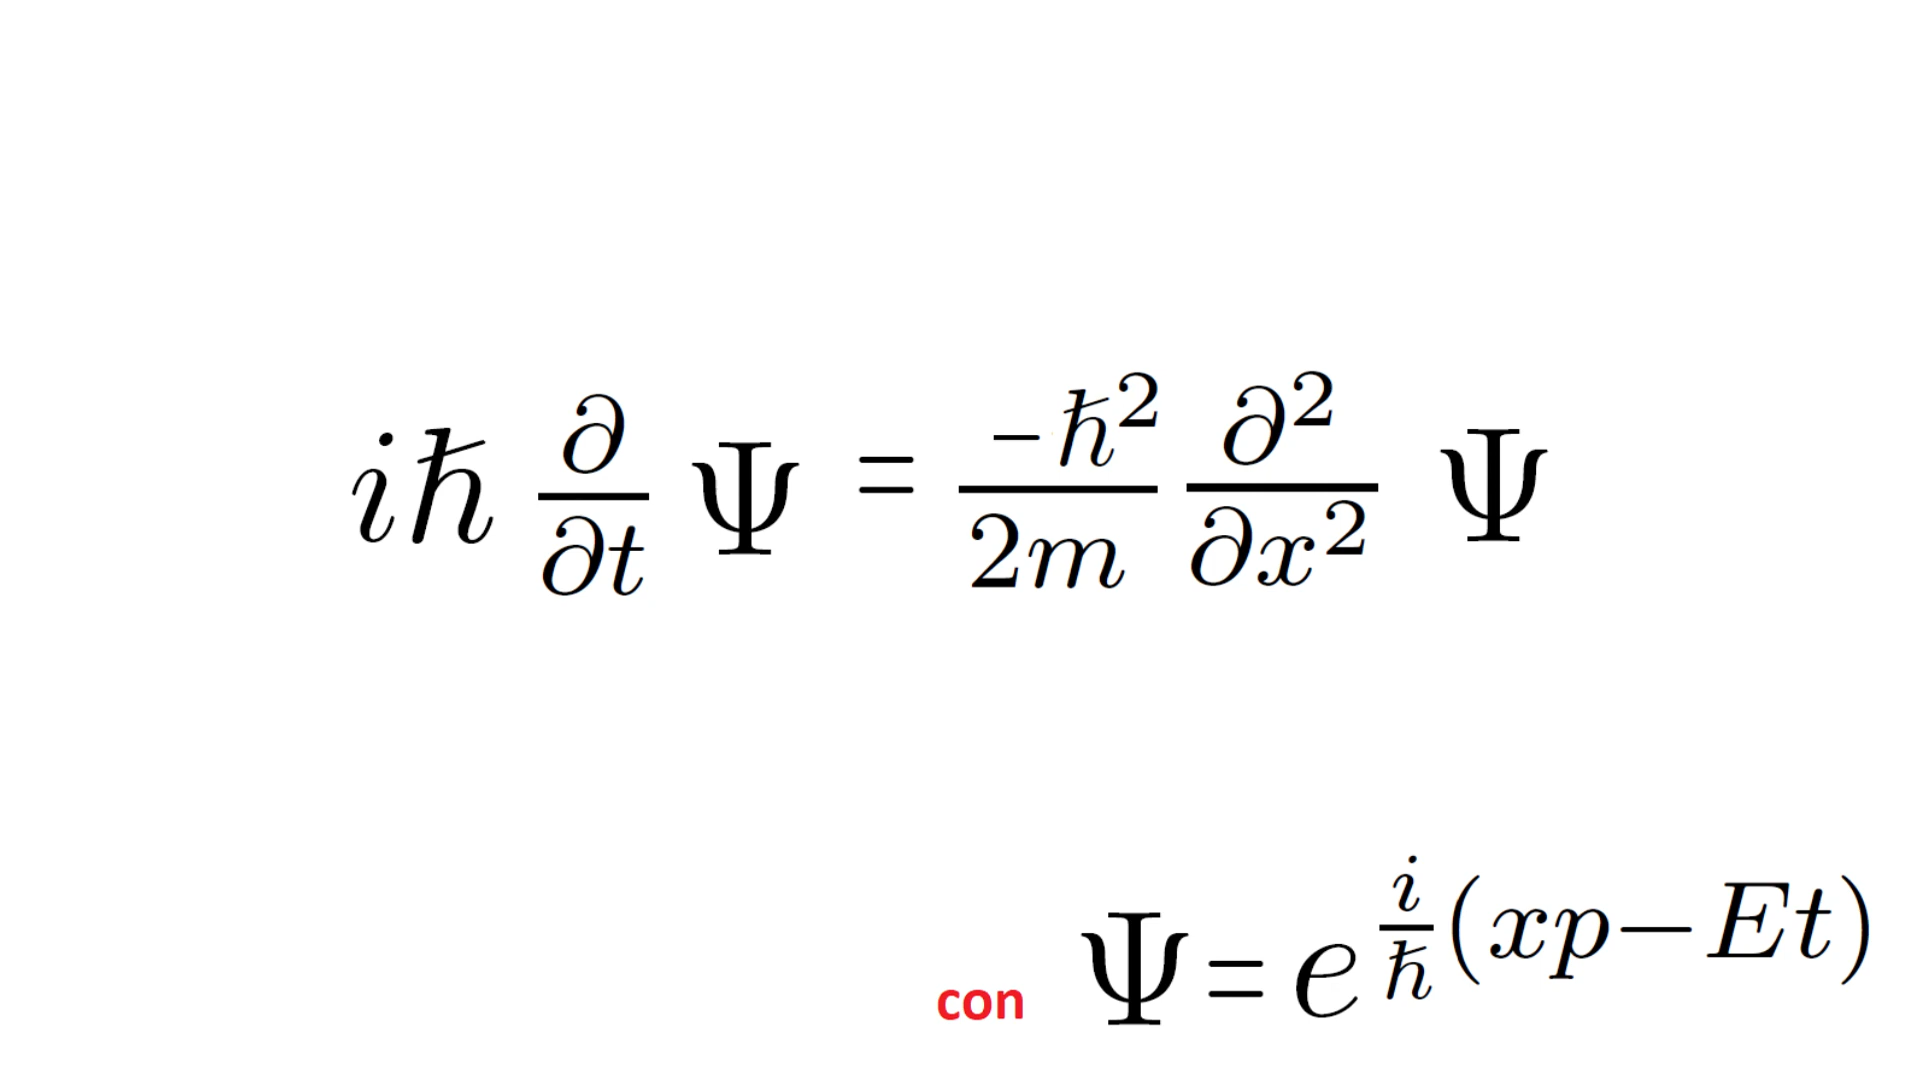 iħ ∂/∂t Ψ = -ħ²/2m ∂²/∂x² Ψ
con Ψ = e^{i/ħ (xp − Et)}